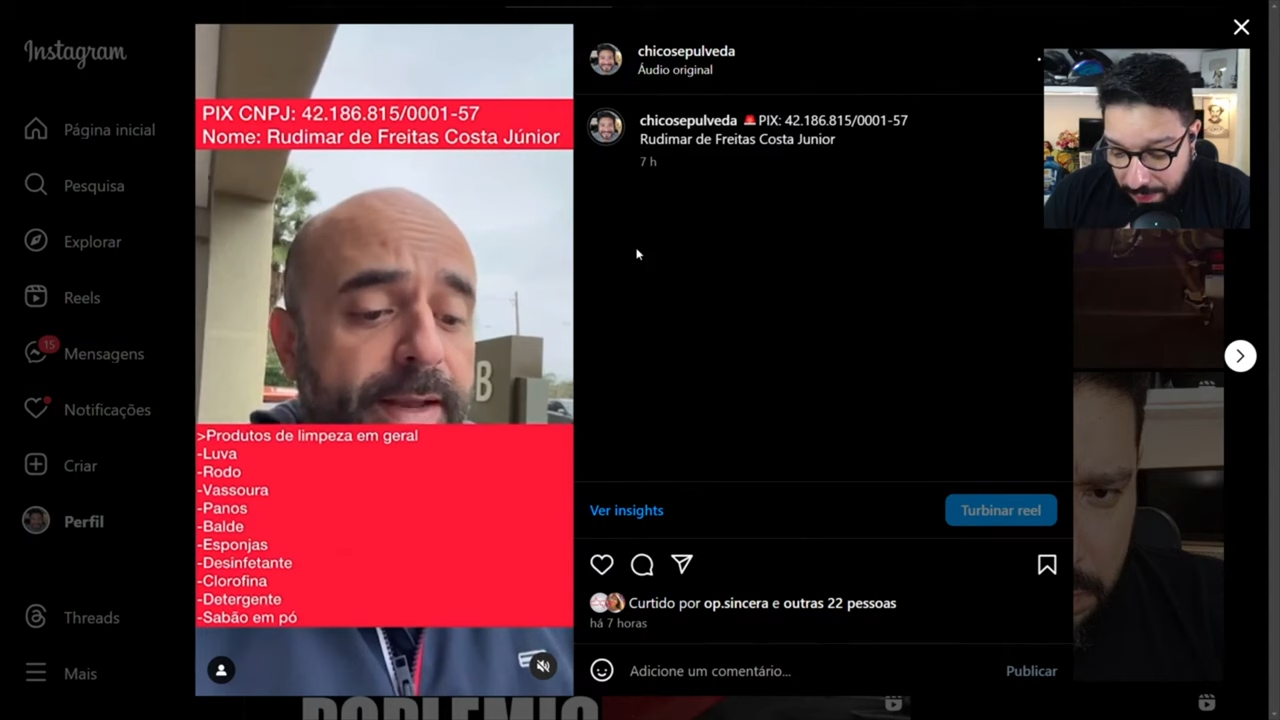 Instagram
Página inicial
Pesquisa
Explorar
Reels
15
Mensagens
Notificações
Criar
Perfil
Threads
Mais
PIX CNPJ: 42.186.815/0001-57
Nome: Rudimar de Freitas Costa Júnior
B
>Produtos de limpeza em geral
-Luva
-Rodo
-Vassoura
-Panos
-Balde
-Esponjas
-Desinfetante
-Clorofina
-Detergente
-Sabão em pó
chicosepulveda
Áudio original
chicosepulveda 🚨PIX: 42.186.815/0001-57
Rudimar de Freitas Costa Junior
7 h
Ver insights
Turbinar reel
Curtido por op.sincera e outras 22 pessoas
há 7 horas
Adicione um comentário...
Publicar